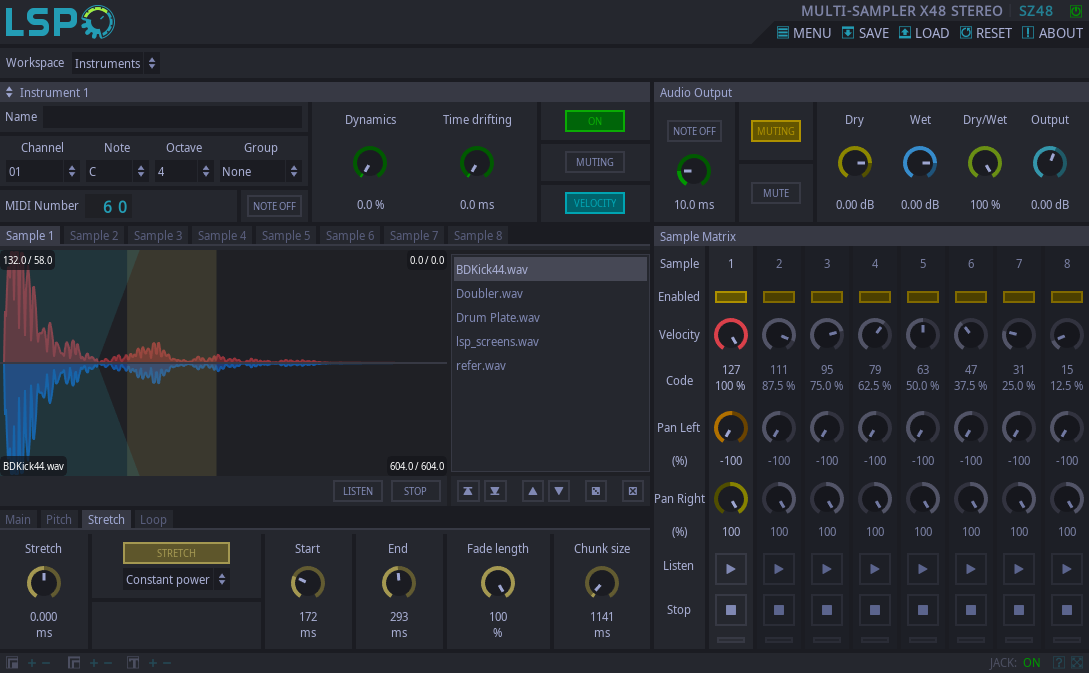 LSP
MULTI-SAMPLER X48 STEREO SZ48
MENU SAVE LOAD RESET ABOUT
Workspace Instruments
Instrument 1
Name
Channel Note Octave Group
01 C 4 None
MIDI Number 60 NOTE OFF
Dynamics Time drifting
0.0 % 0.0 ms
ON
MUTING
VELOCITY
Audio Output
NOTE OFF
10.0 ms
MUTING
MUTE
Dry Wet Dry/Wet Output
0.00 dB 0.00 dB 100 % 0.00 dB
Sample 1 Sample 2 Sample 3 Sample 4 Sample 5 Sample 6 Sample 7 Sample 8
132.0 / 58.0 0.0 / 0.0
BDKick44.wav 604.0 / 604.0
BDKick44.wav
Doubler.wav
Drum Plate.wav
lsp_screens.wav
refer.wav
LISTEN STOP
Main Pitch Stretch Loop
Stretch
0.000
ms
STRETCH
Constant power
Start End Fade length Chunk size
172 293 100 1141
ms ms % ms
Sample Matrix
Sample 1 2 3 4 5 6 7 8
Enabled
Velocity
Code
127 111 95 79 63 47 31 15
100 % 87.5 % 75.0 % 62.5 % 50.0 % 37.5 % 25.0 % 12.5 %
Pan Left
(%) -100 -100 -100 -100 -100 -100 -100 -100
Pan Right
(%) 100 100 100 100 100 100 100 100
Listen
Stop
JACK: ON